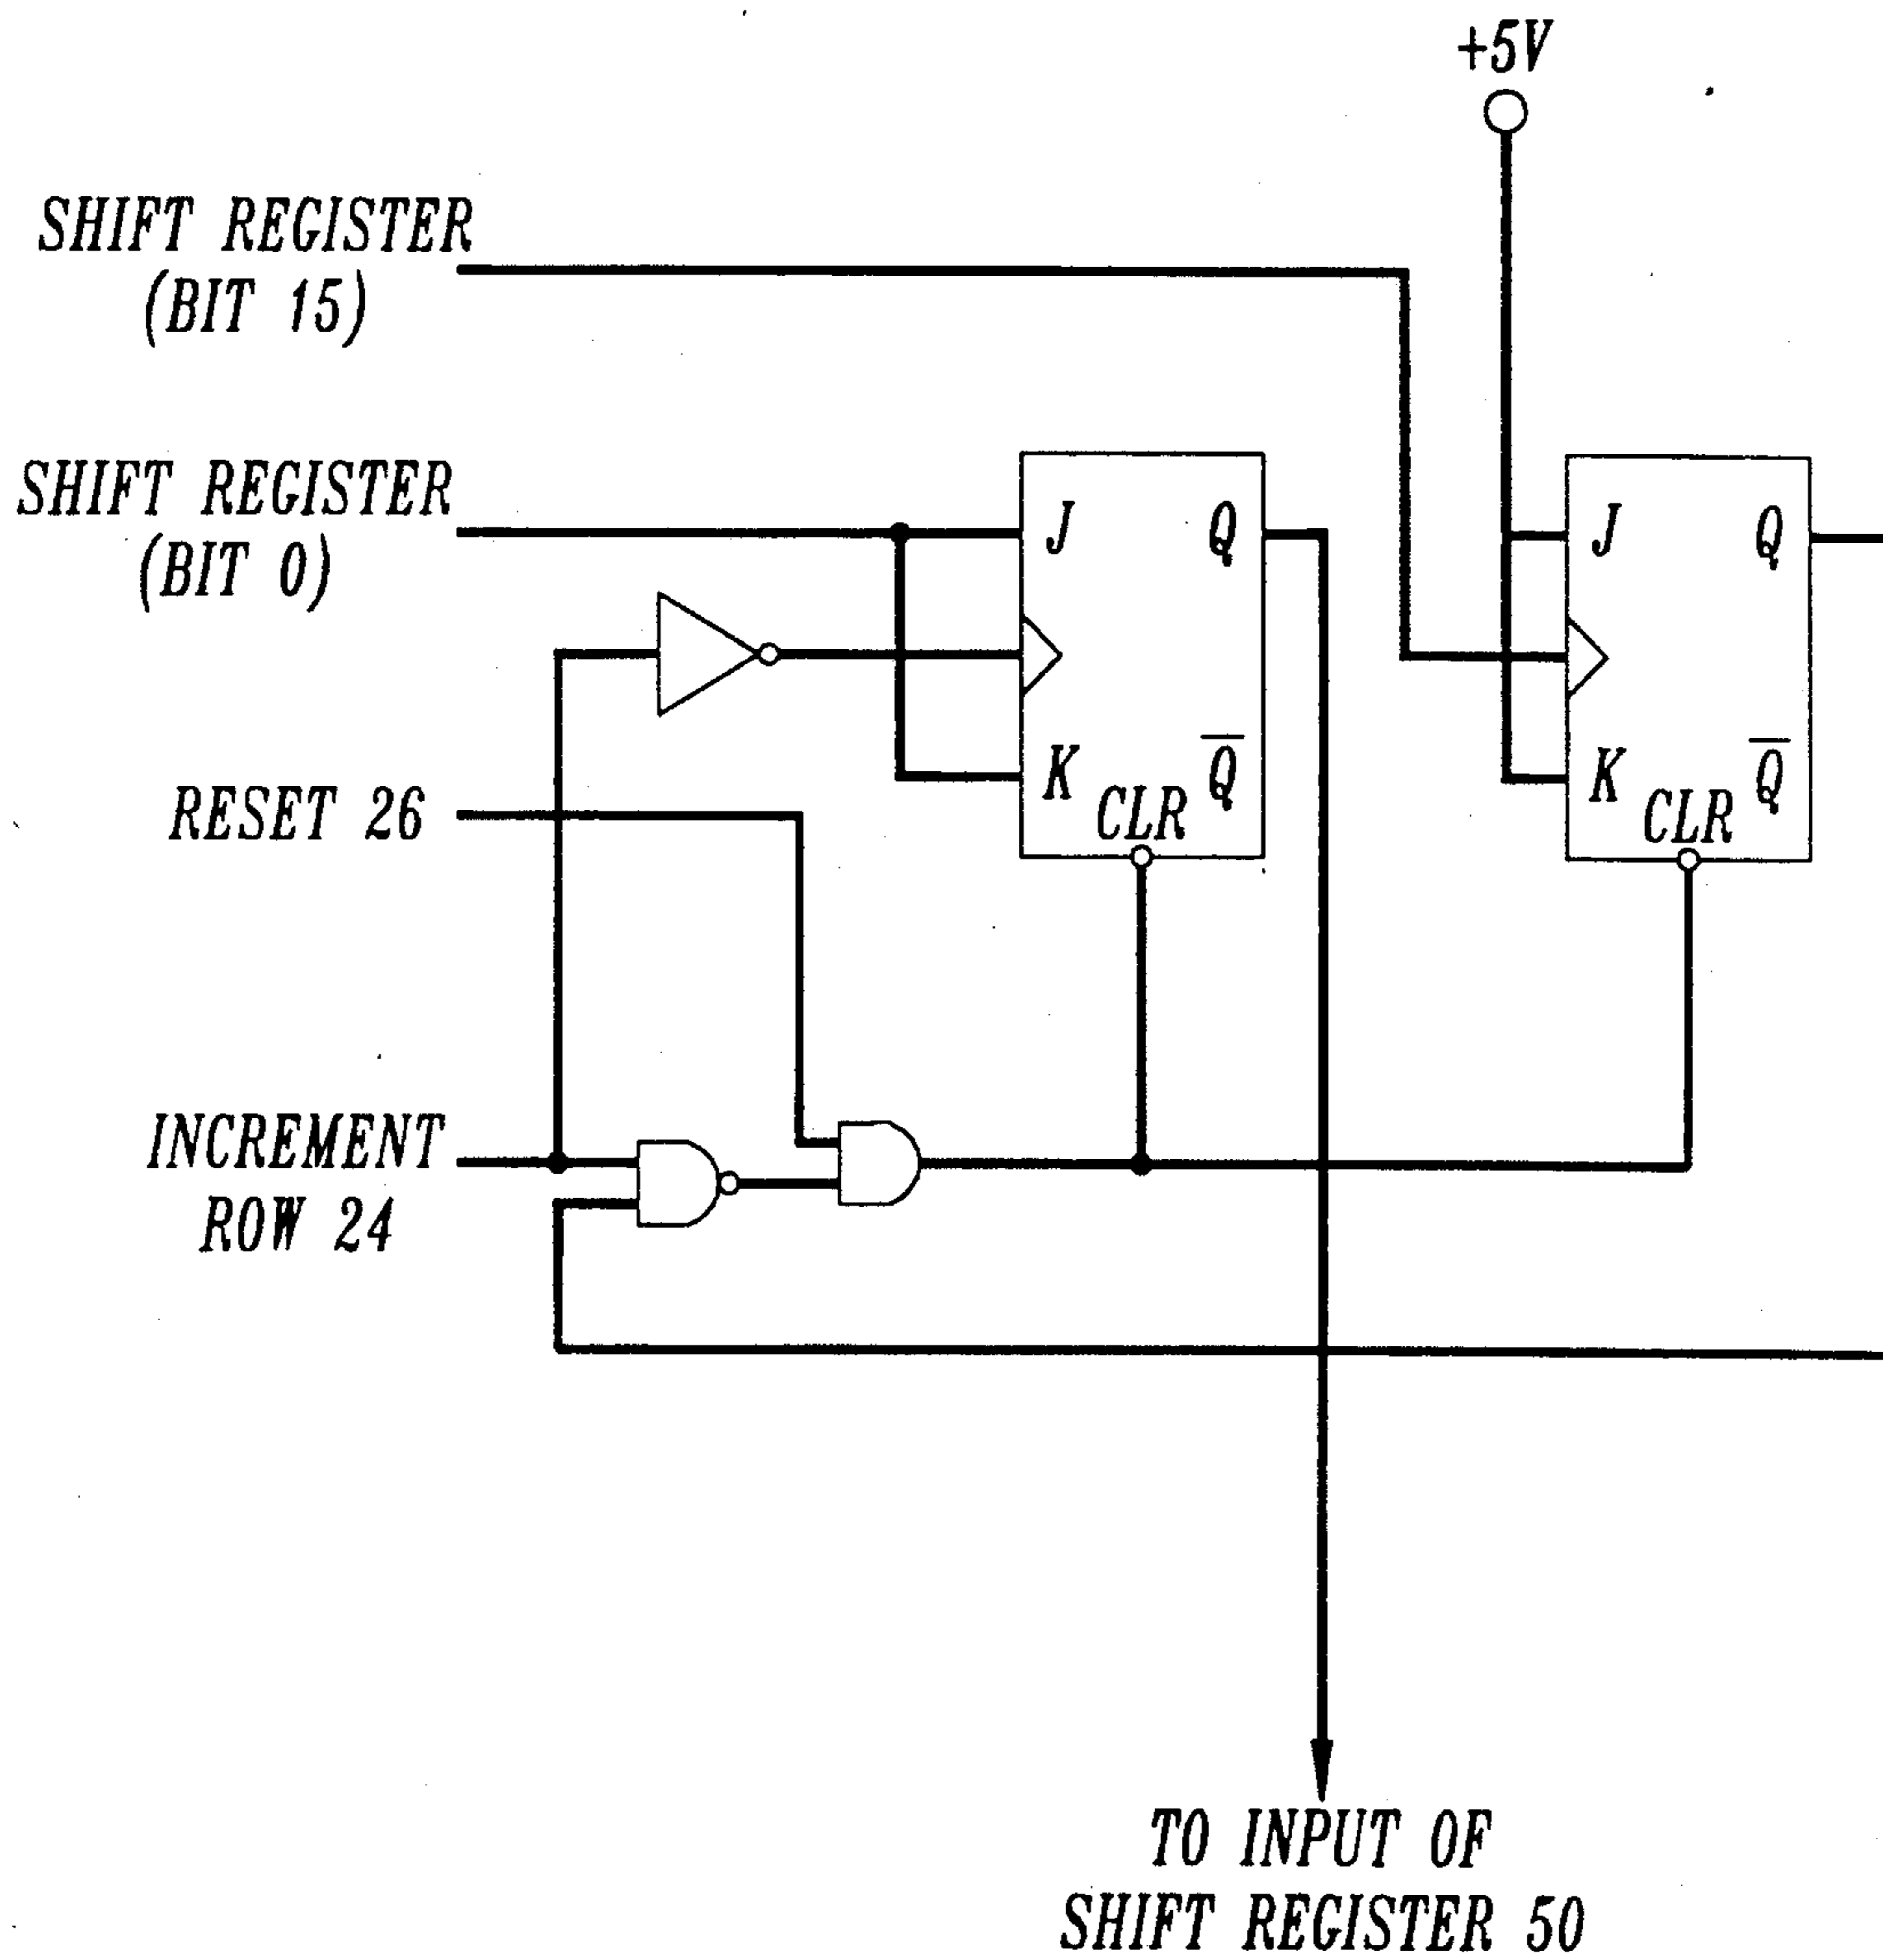 +5V
SHIFT REGISTER
(BIT 15)
SHIFT REGISTER
(BIT 0)
J
Q
K
Q̅
CLR
J
Q
K
Q̅
CLR
RESET 26
INCREMENT
ROW 24
TO INPUT OF
SHIFT REGISTER 50